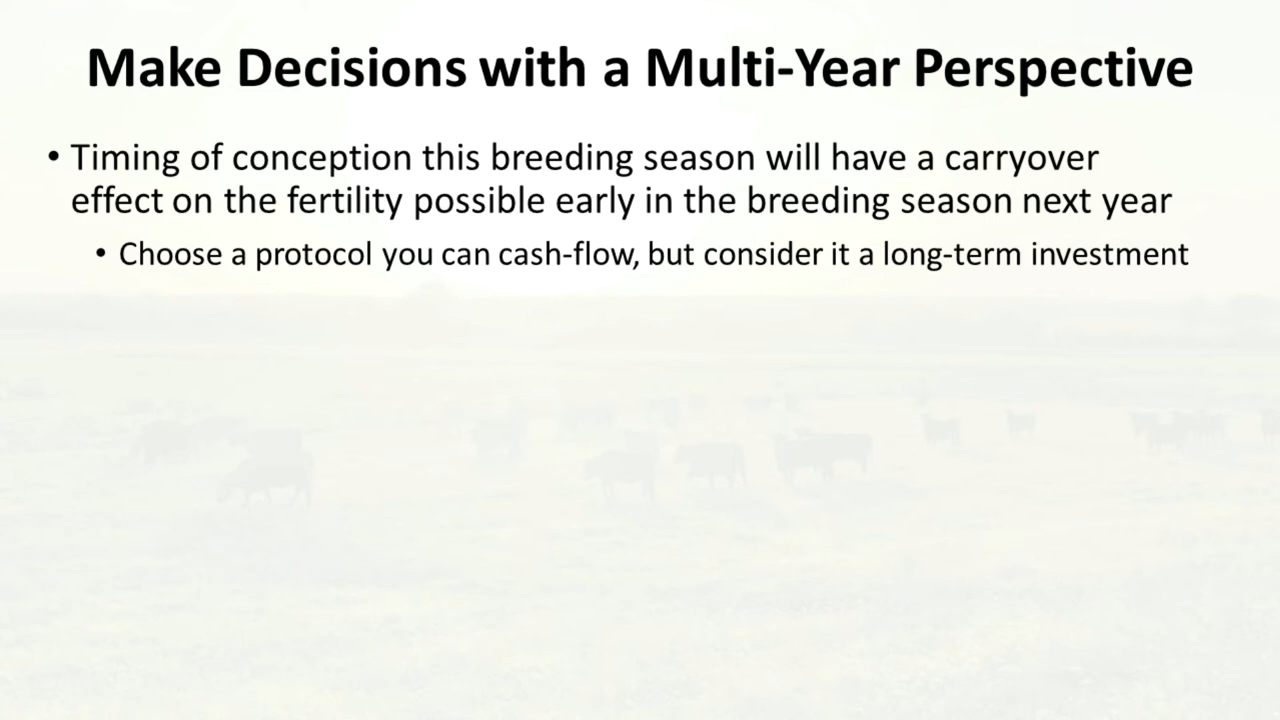 Make Decisions with a Multi-Year Perspective
• Timing of conception this breeding season will have a carryover
effect on the fertility possible early in the breeding season next year
• Choose a protocol you can cash-flow, but consider it a long-term investment